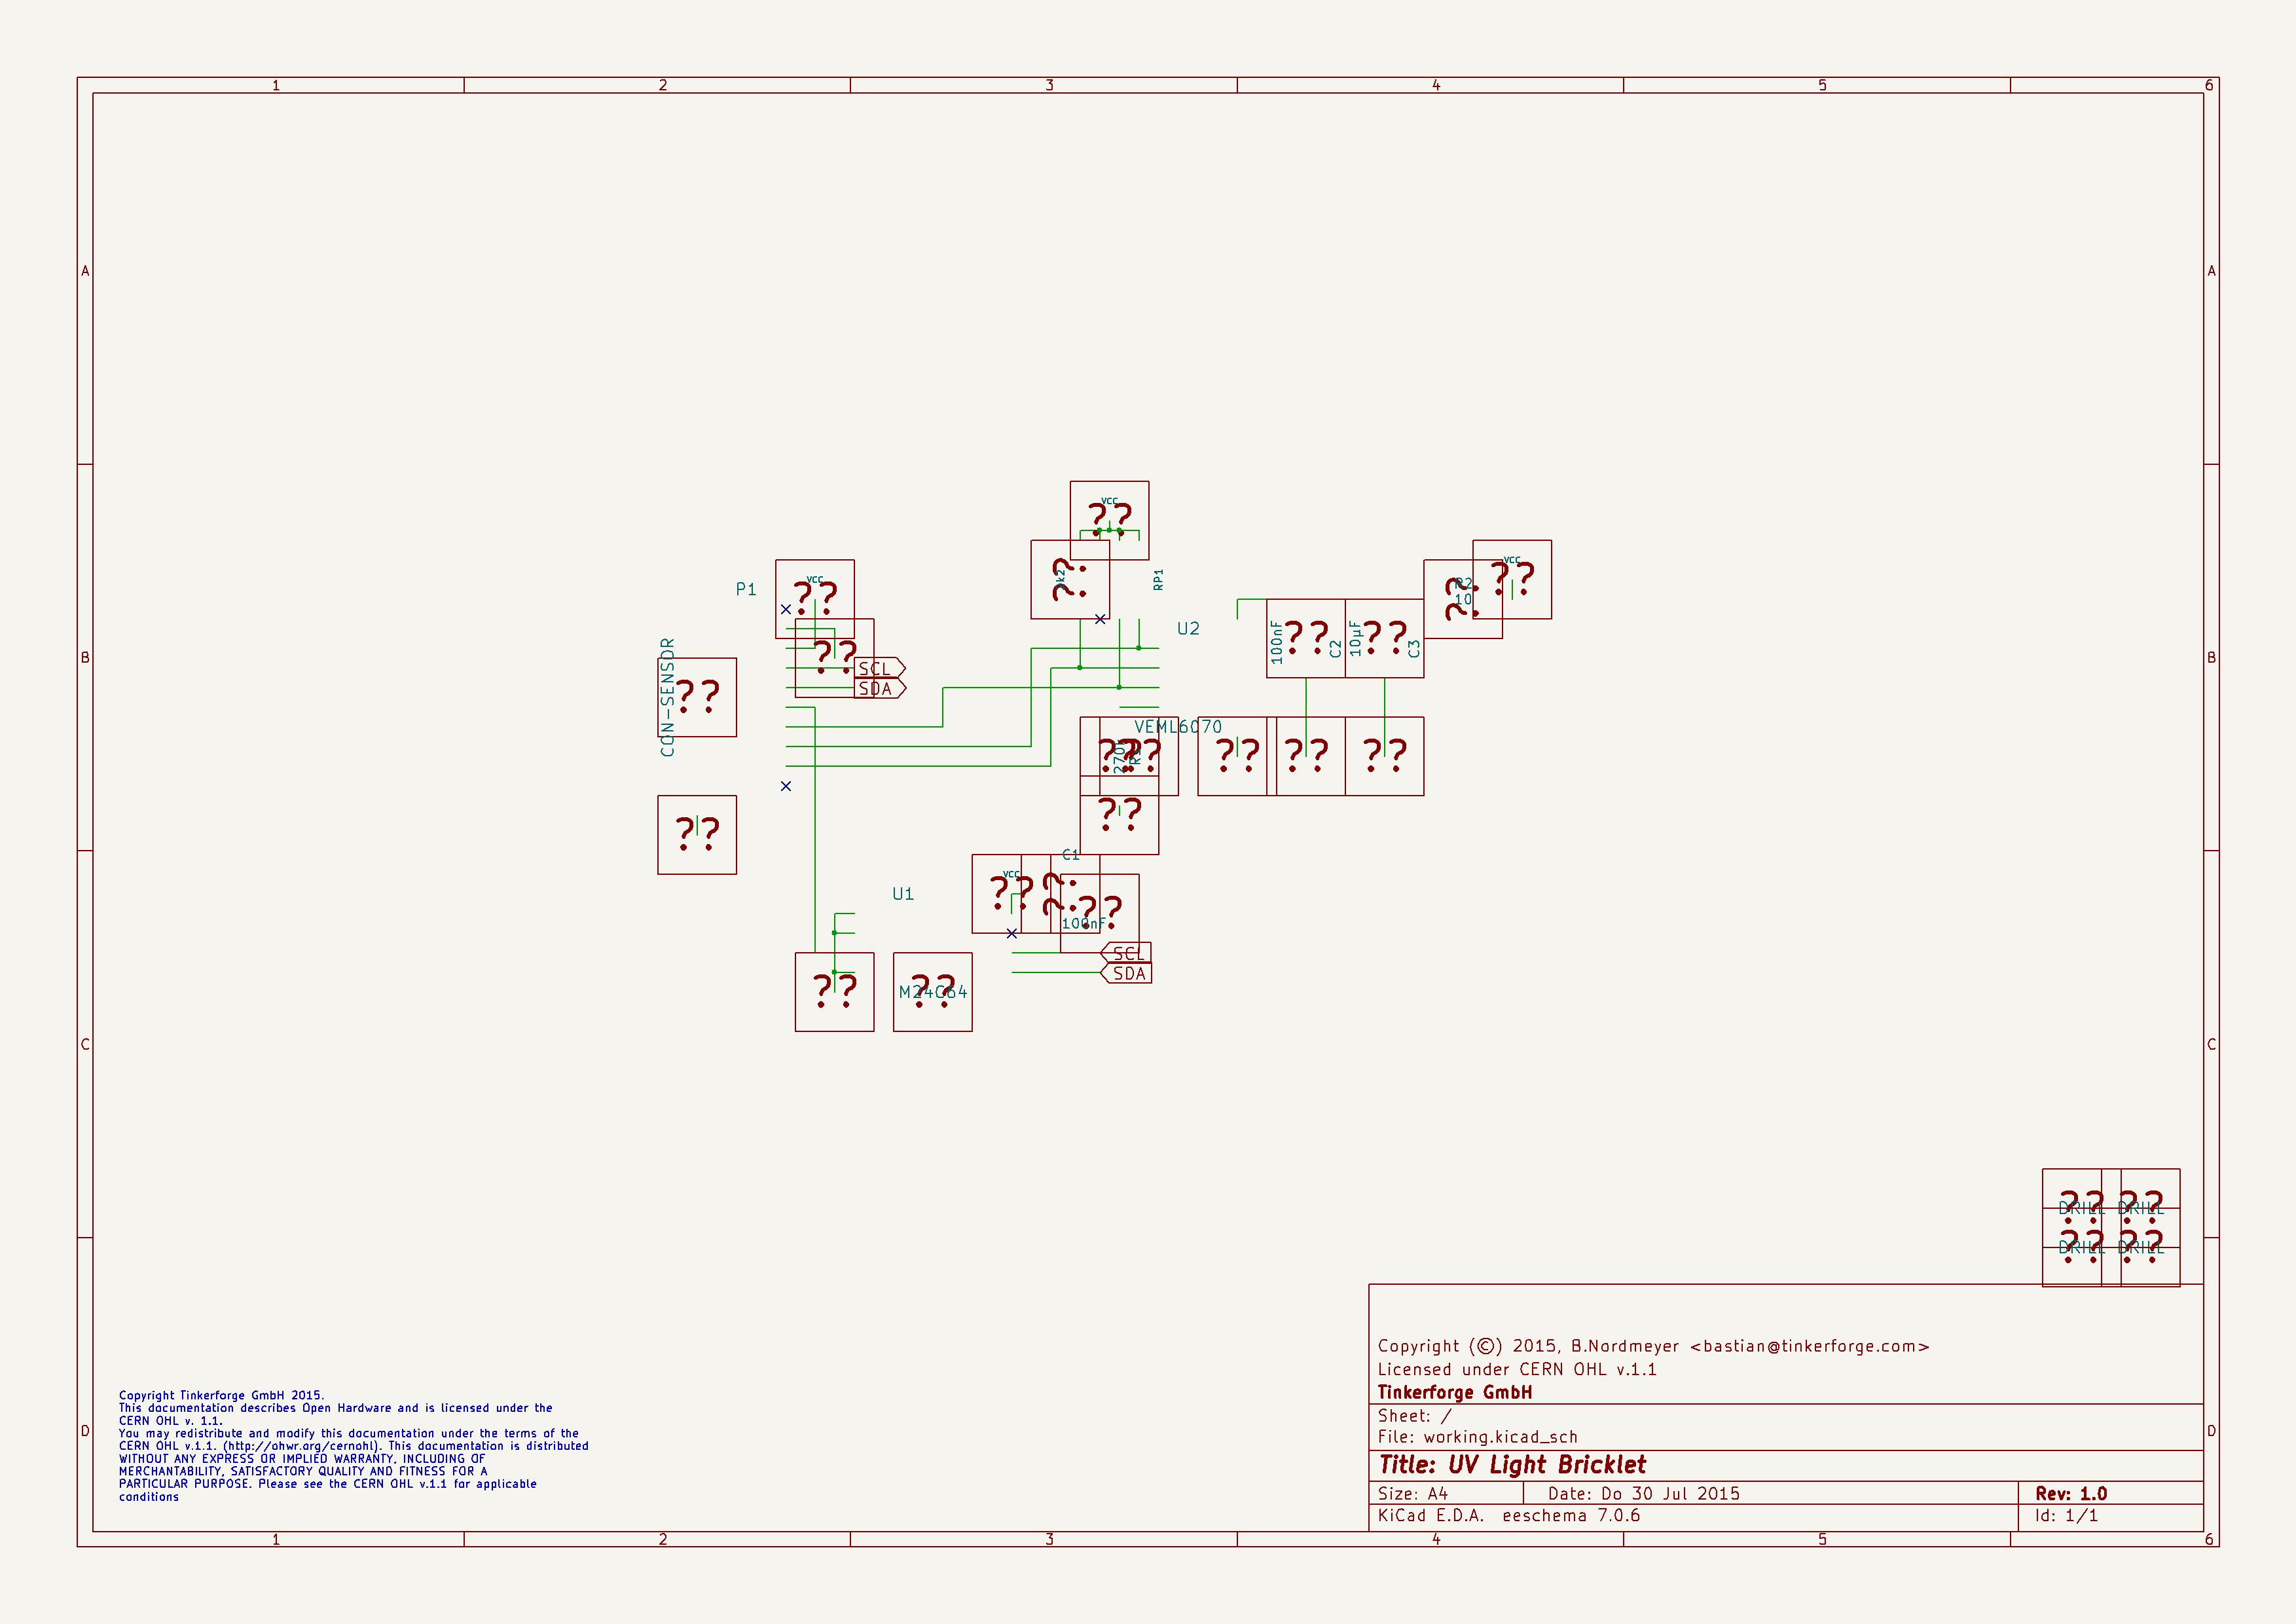 1 2 3 4 5 6
A A
VCC
VCC
VCC
P1
RP1
R2
10
U2
100nF
C2
10µF
C3
B B
CON-SENSOR
SCL
SDA
VEML6070
R1
C1
VCC
U1
100nF
SCL
SDA
M24C64
?? ?? ?? ?? ?? ?? ?? ?? ?? ?? ?? ?? ?? ?? ?? ?? ?? ?? ?? ??
C C
DRILL DRILL
DRILL DRILL
Copyright (©) 2015, B.Nordmeyer <bastian@tinkerforge.com>
Licensed under CERN OHL v.1.1
Tinkerforge GmbH
Sheet: /
File: working.kicad_sch
Title: UV Light Bricklet
Size: A4 Date: Do 30 Jul 2015 Rev: 1.0
KiCad E.D.A. eeschema 7.0.6 Id: 1/1
Copyright Tinkerforge GmbH 2015.
This documentation describes Open Hardware and is licensed under the
CERN OHL v. 1.1.
You may redistribute and modify this documentation under the terms of the
CERN OHL v.1.1. (http://ohwr.org/cernohl). This documentation is distributed
WITHOUT ANY EXPRESS OR IMPLIED WARRANTY, INCLUDING OF
MERCHANTABILITY, SATISFACTORY QUALITY AND FITNESS FOR A
PARTICULAR PURPOSE. Please see the CERN OHL v.1.1 for applicable
conditions
D D
1 2 3 4 5 6